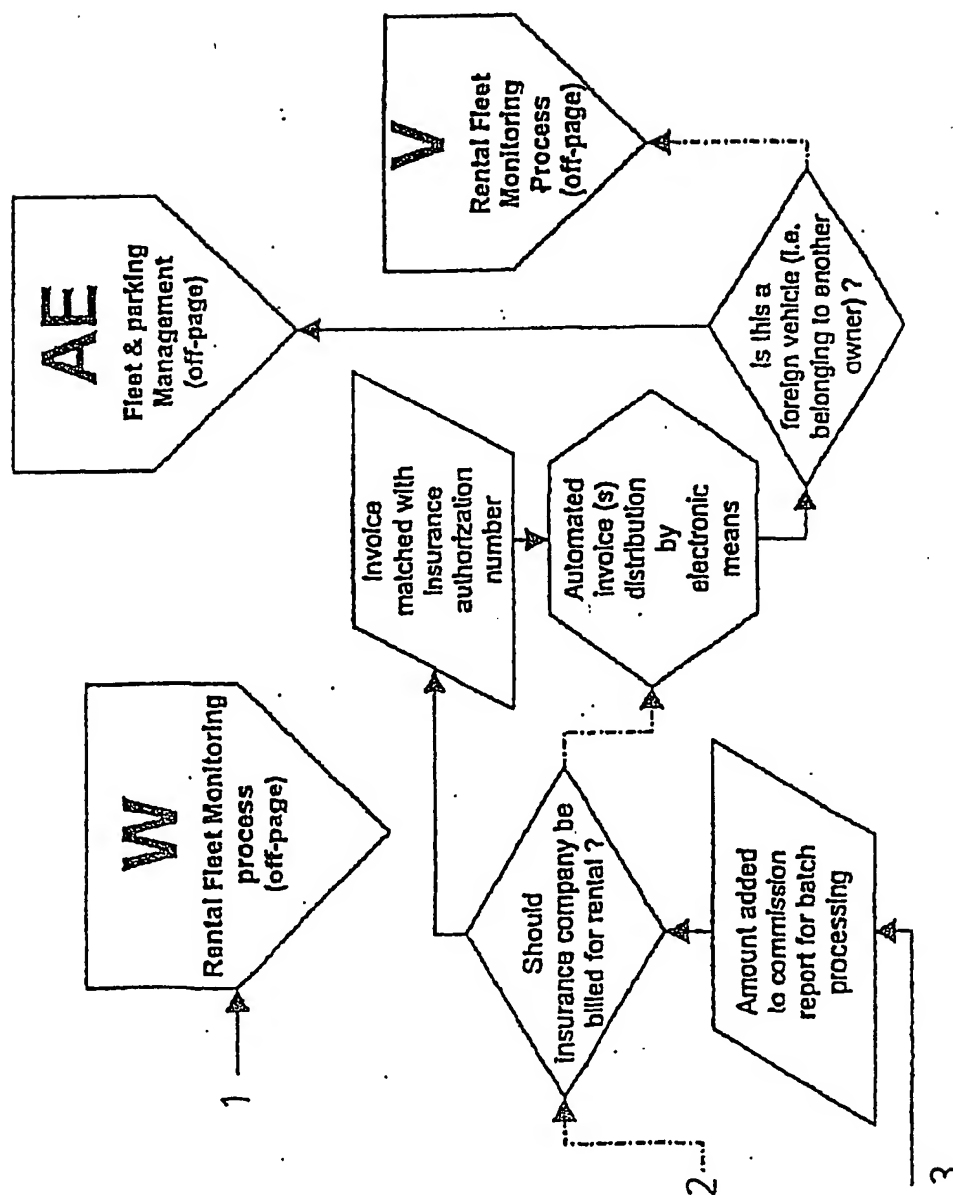 AE
Fleet & parking
Management
(off-page)
V
Rental Fleet
Monitoring
Process
(off-page)
W
Rental Fleet Monitoring
process
(off-page)
1
Invoice
matched with
Insurance
authorization
number
Automated
invoice (s)
distribution
by
electronic
means
Is this a
foreign vehicle (i.e.
belonging to another
owner) ?
Should
insurance company be
billed for rental ?
2
Amount added
to commission
report for batch
processing
3